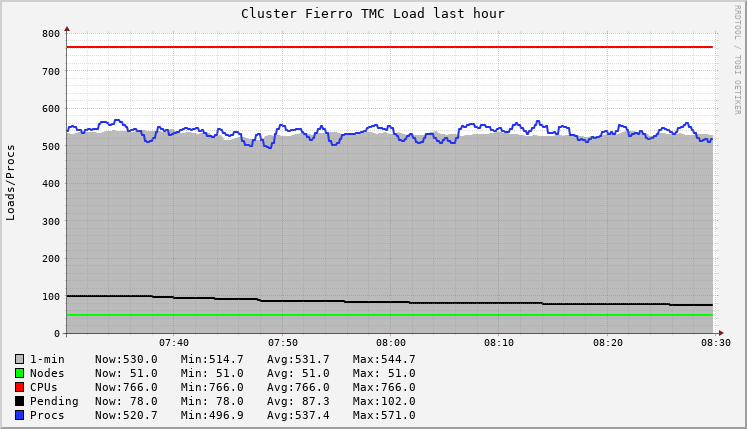 Cluster Fierro TMC Load last hour
RRDTOOL / TOBI OETIKER
Loads/Procs
800
700
600
500
400
300
200
100
0
07:40 07:50 08:00 08:10 08:20 08:30
1-min Now:530.0 Min:514.7 Avg:531.7 Max:544.7
Nodes Now: 51.0 Min: 51.0 Avg: 51.0 Max: 51.0
CPUs Now:766.0 Min:766.0 Avg:766.0 Max:766.0
Pending Now: 78.0 Min: 78.0 Avg: 87.3 Max:102.0
Procs Now:520.7 Min:496.9 Avg:537.4 Max:571.0